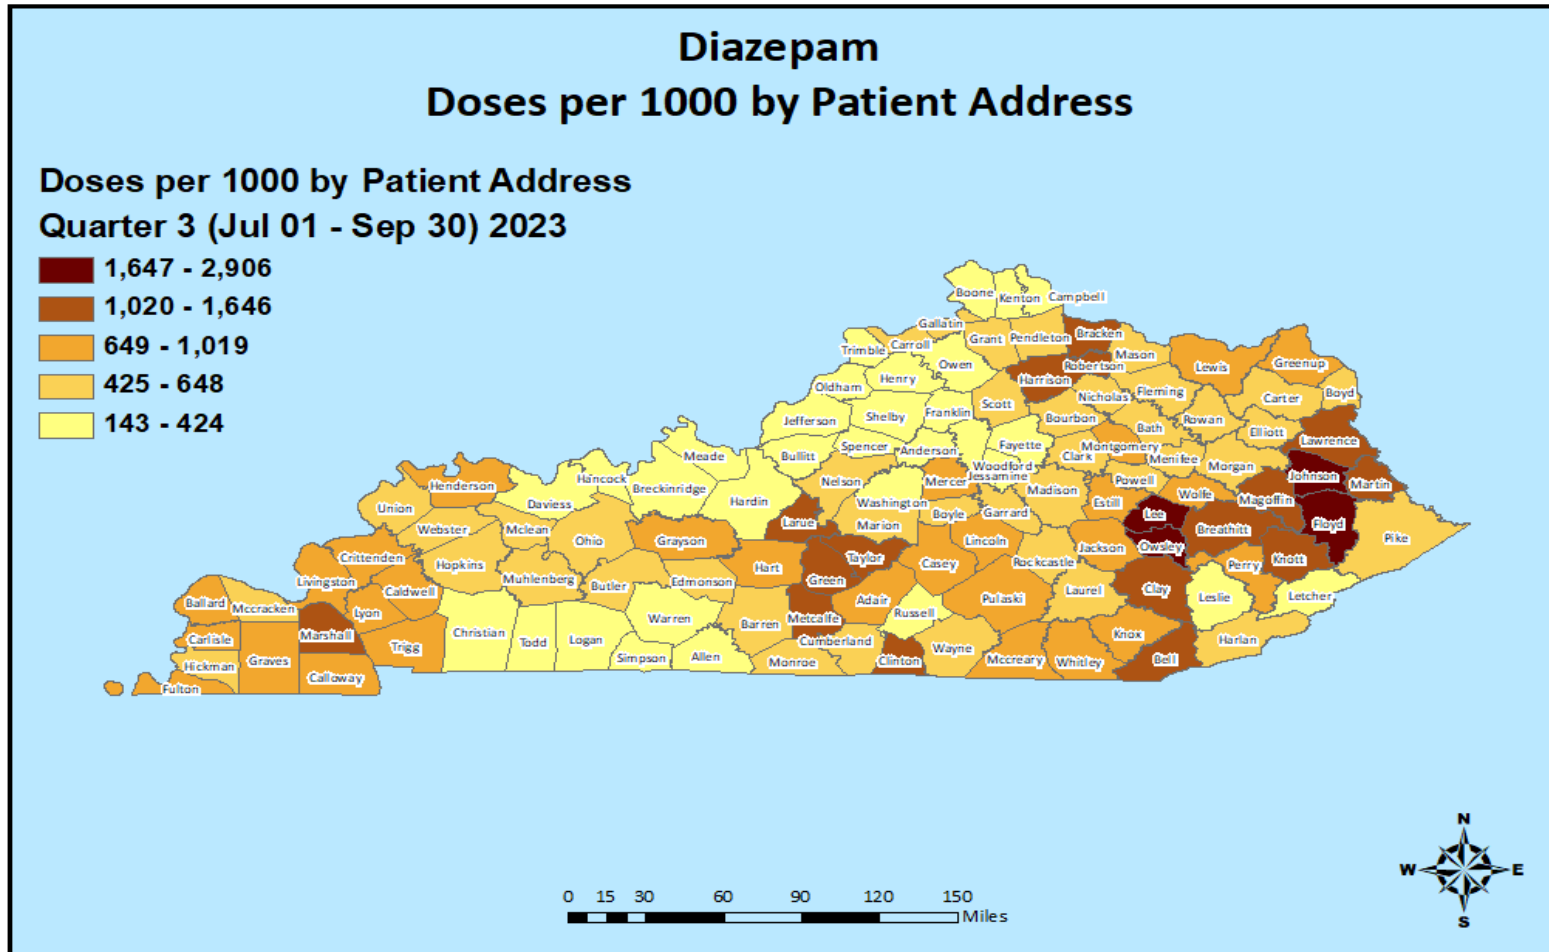 Diazepam
Doses per 1000 by Patient Address
Doses per 1000 by Patient Address
Quarter 3 (Jul 01 - Sep 30) 2023
1,647 - 2,906
1,020 - 1,646
649 - 1,019
425 - 648
143 - 424
Boone
Kenton
Campbell
Gallatin
Grant
Pendleton
Bracken
Trimble
Carroll
Owen
Robertson
Mason
Lewis
Greenup
Oldham
Henry
Harrison
Nicholas
Fleming
Carter
Boyd
Jefferson
Shelby
Franklin
Scott
Bourbon
Bath
Rowan
Elliott
Lawrence
Bullitt
Spencer
Anderson
Fayette
Clark
Montgomery
Menifee
Morgan
Johnson
Martin
Meade
Woodford
Jessamine
Hancock
Breckinridge
Hardin
Nelson
Washington
Mercer
Madison
Powell
Estill
Wolfe
Magoffin
Henderson
Daviess
Union
Webster
Mclean
Ohio
Grayson
Larue
Marion
Boyle
Garrard
Lee
Breathitt
Floyd
Pike
Crittenden
Hopkins
Muhlenberg
Butler
Edmonson
Hart
Green
Taylor
Casey
Lincoln
Rockcastle
Jackson
Owsley
Perry
Knott
Livingston
Caldwell
Ballard
Mccracken
Lyon
Marshall
Trigg
Christian
Todd
Logan
Warren
Simpson
Allen
Barren
Metcalfe
Adair
Russell
Pulaski
Laurel
Clay
Leslie
Letcher
Carlisle
Hickman
Graves
Fulton
Calloway
Monroe
Cumberland
Clinton
Wayne
Mccreary
Whitley
Knox
Bell
Harlan
N
W
E
S
0 15 30 60 90 120 150
Miles